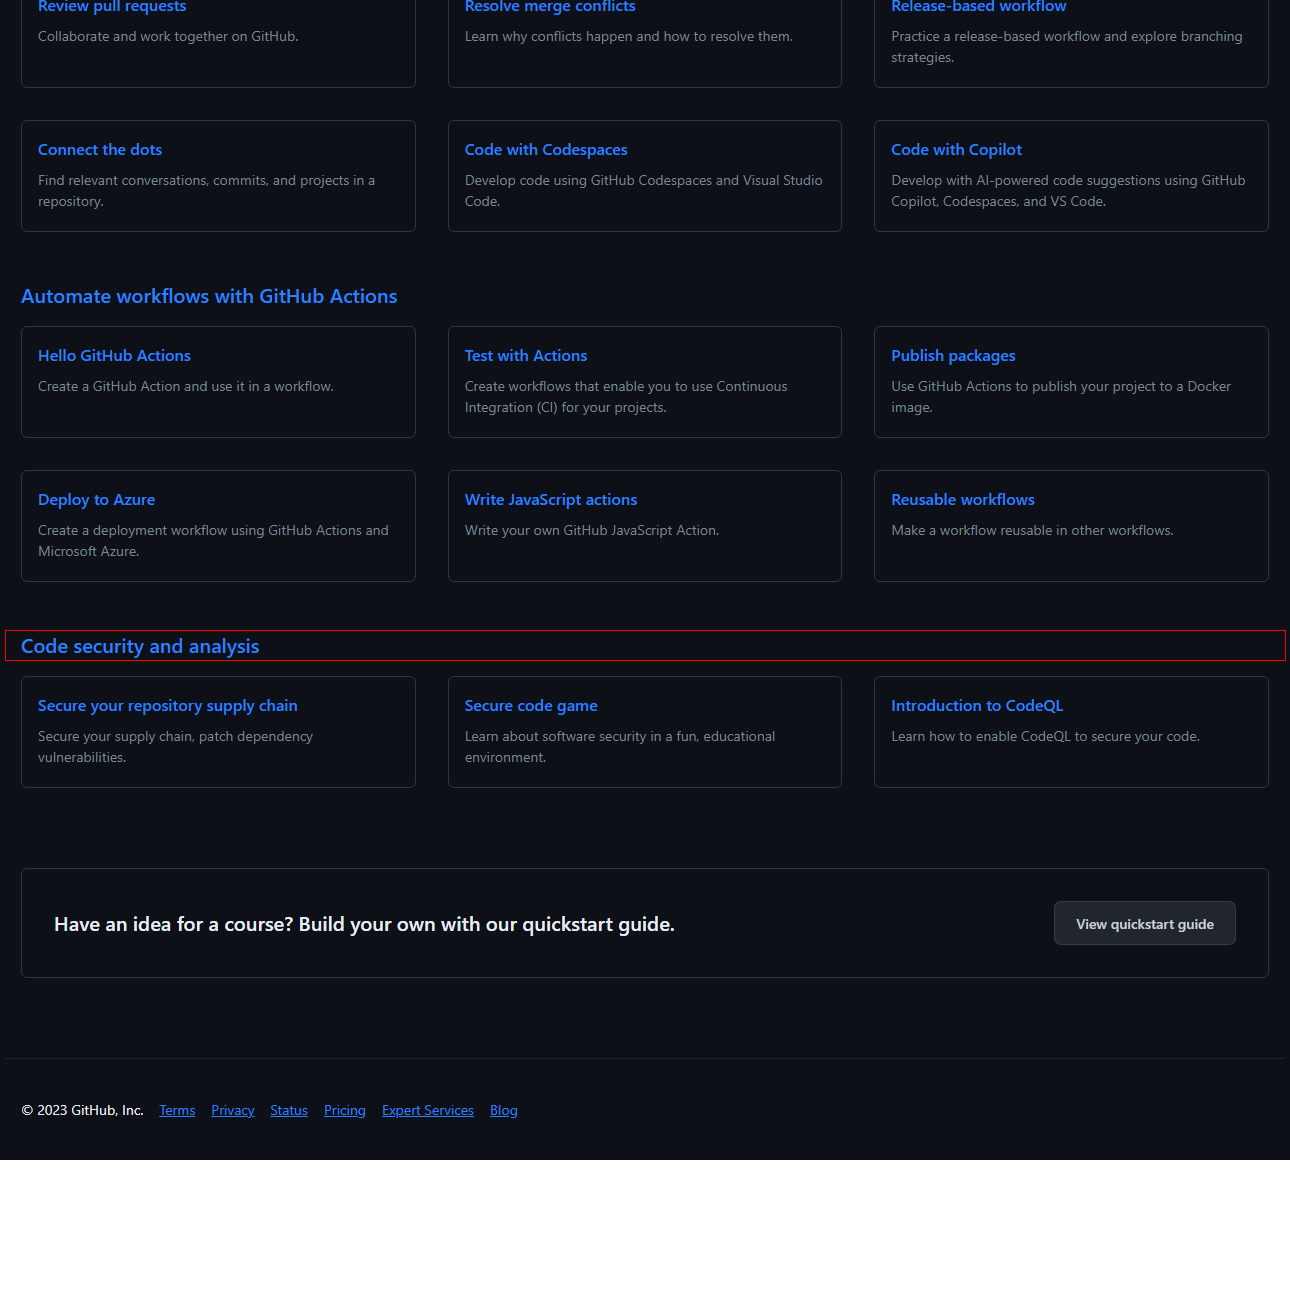 Review pull requests
Collaborate and work together on GitHub.
Resolve merge conflicts
Learn why conflicts happen and how to resolve them.
Release-based workflow
Practice a release-based workflow and explore branching
strategies.
Connect the dots
Find relevant conversations, commits, and projects in a
repository.
Code with Codespaces
Develop code using GitHub Codespaces and Visual Studio
Code.
Code with Copilot
Develop with AI-powered code suggestions using GitHub
Copilot, Codespaces, and VS Code.
Automate workflows with GitHub Actions
Hello GitHub Actions
Create a GitHub Action and use it in a workflow.
Test with Actions
Create workflows that enable you to use Continuous
Integration (CI) for your projects.
Publish packages
Use GitHub Actions to publish your project to a Docker
image.
Deploy to Azure
Create a deployment workflow using GitHub Actions and
Microsoft Azure.
Write JavaScript actions
Write your own GitHub JavaScript Action.
Reusable workflows
Make a workflow reusable in other workflows.
Code security and analysis
Secure your repository supply chain
Secure your supply chain, patch dependency
vulnerabilities.
Secure code game
Learn about software security in a fun, educational
environment.
Introduction to CodeQL
Learn how to enable CodeQL to secure your code.
Have an idea for a course? Build your own with our quickstart guide.
View quickstart guide
© 2023 GitHub, Inc. Terms Privacy Status Pricing Expert Services Blog